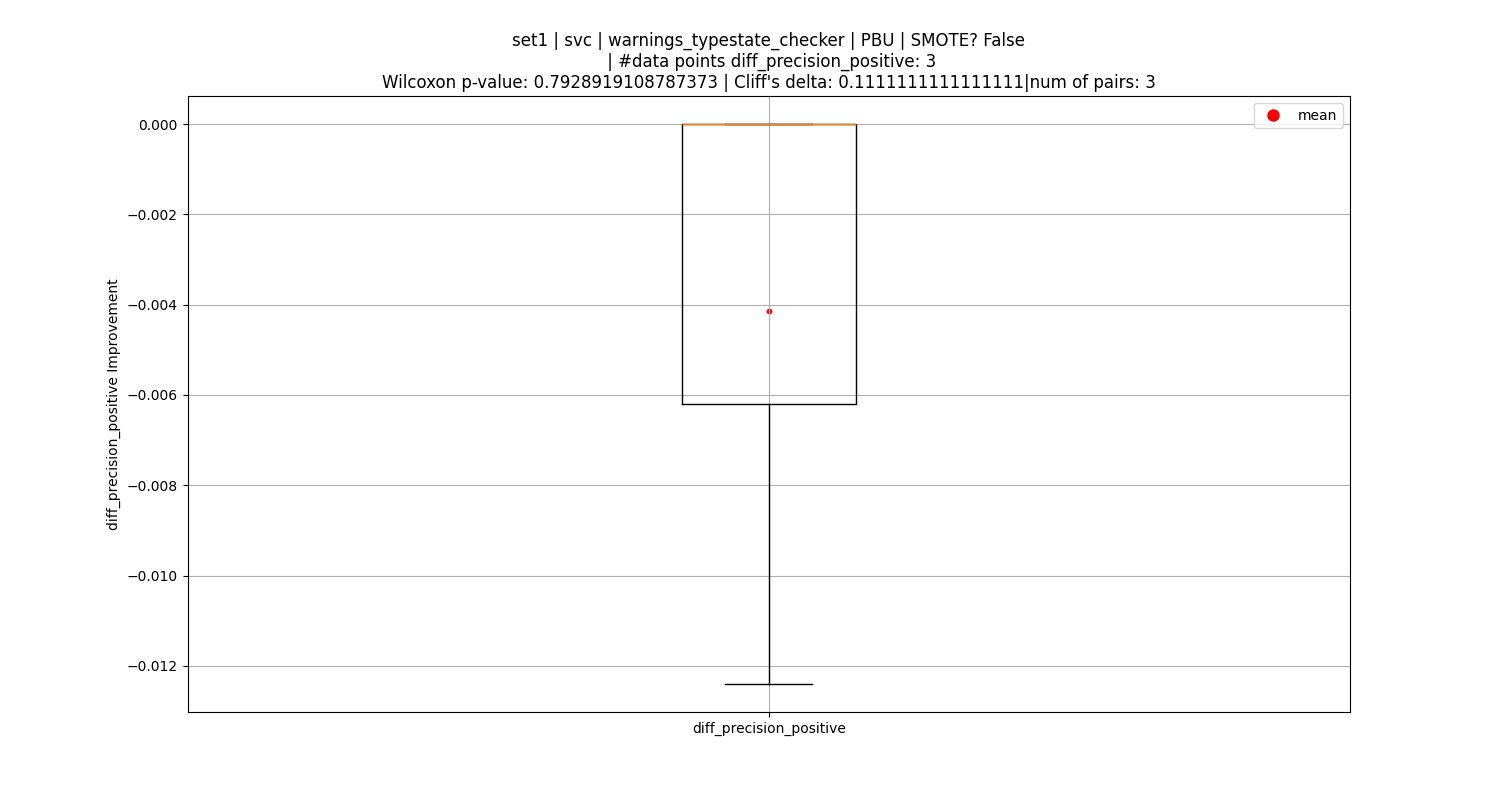 set1 | svc | warnings_typestate_checker | PBU | SMOTE? False
| #data points diff_precision_positive: 3
Wilcoxon p-value: 0.7928919108787373 | Cliff's delta: 0.1111111111111111|num of pairs: 3
mean
0.000
−0.002
−0.004
−0.006
−0.008
−0.010
−0.012
diff_precision_positive Improvement
diff_precision_positive